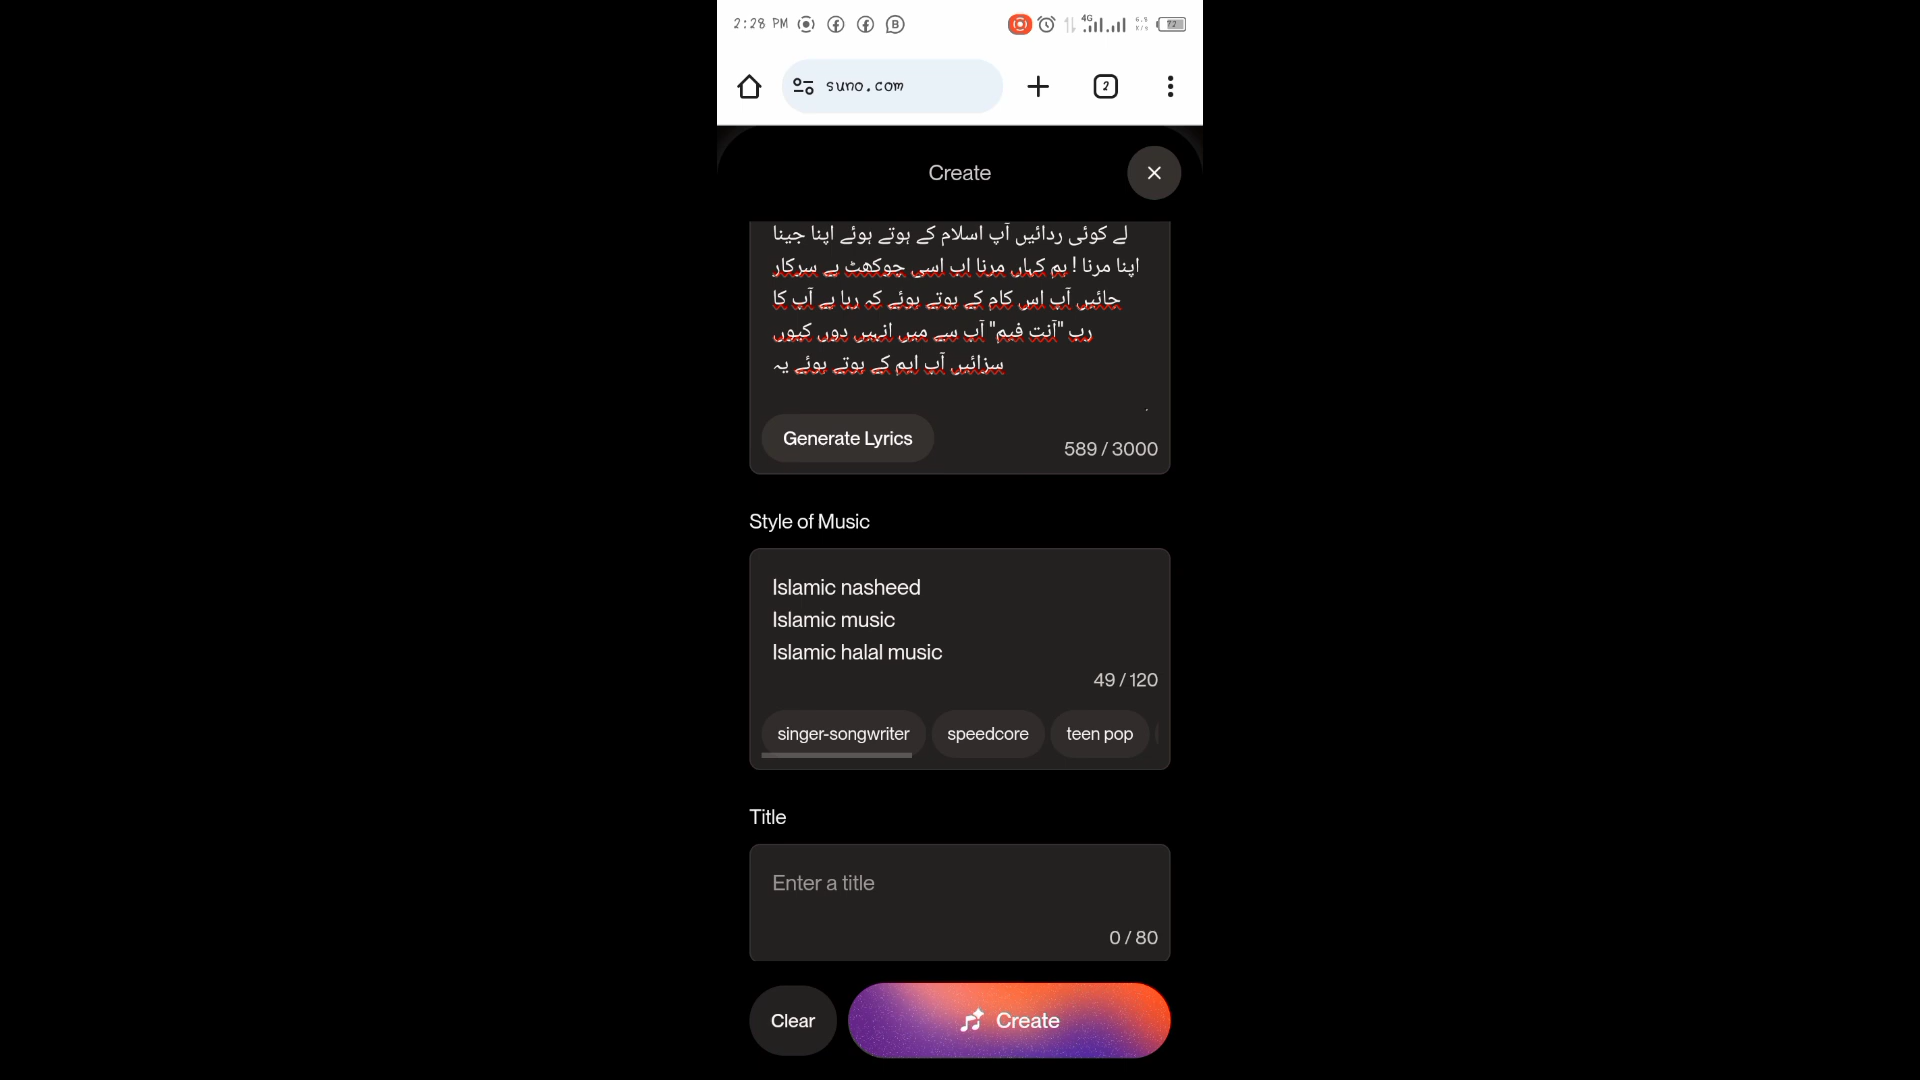 2:28 PM
4G
72
suno.com
2
Create
لے کوئی ردائیں آپ اسلام کے ہوتے ہوئے اپنا جینا
اپنا مرنا ! ہم کہاں مرنا اب اسی چوکھٹ ہے سرکار
جائیں آپ اس کام کے ہوتے ہوئے کہ رہا ہے آپ کا
رب "آنت فیم" آپ سے میں انہیں دوں کیوں
سزائیں آپ اہم کے ہوتے ہوئے یہ
Generate Lyrics
589 / 3000
Style of Music
Islamic nasheed
Islamic music
Islamic halal music
49 / 120
singer-songwriter
speedcore
teen pop
Title
Enter a title
0 / 80
Clear
Create